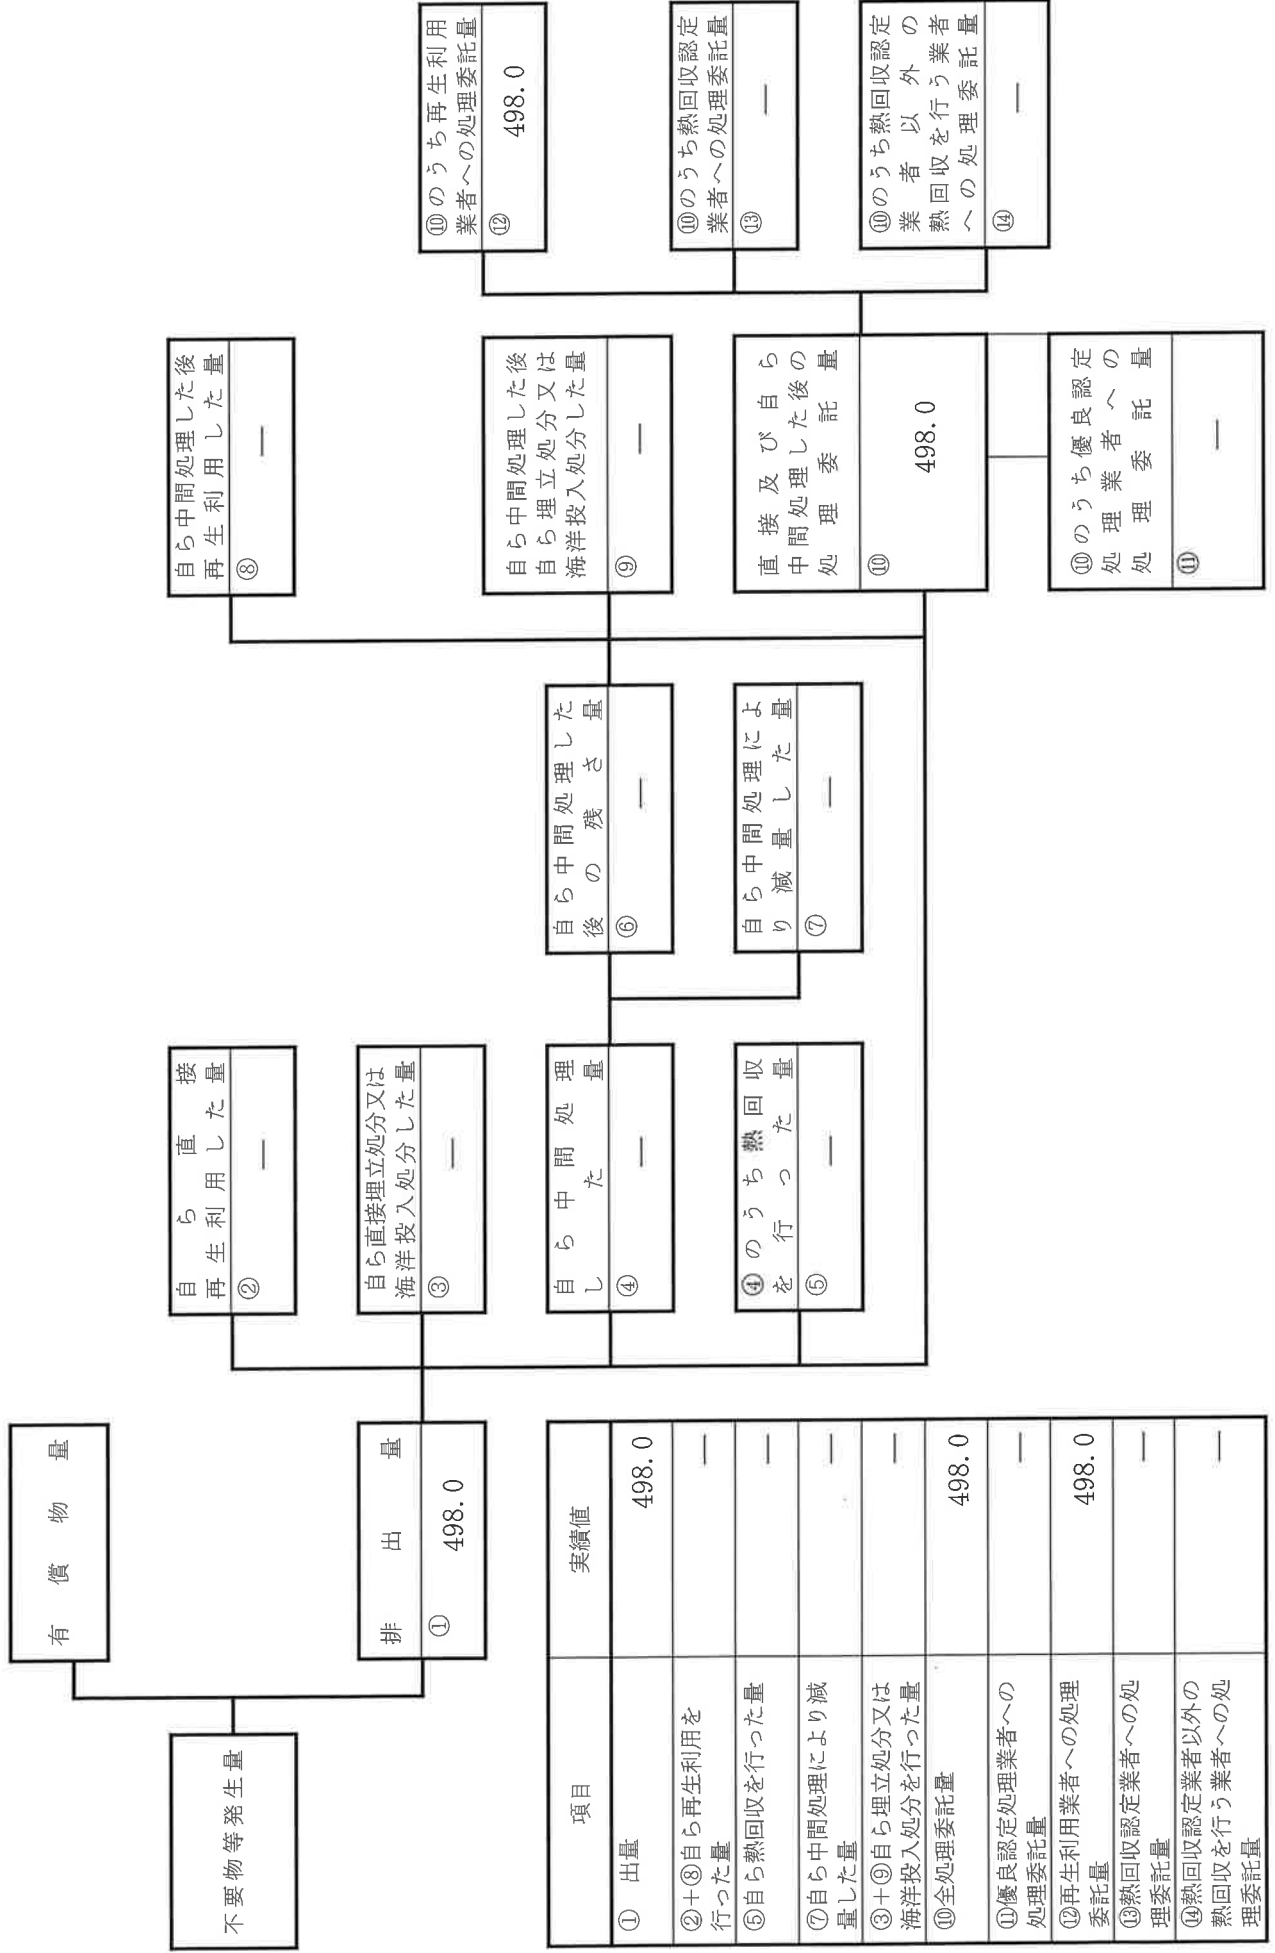 有償物量
不要物等発生量
排出量
①
498.0
自ら直接
再生利用した量
②
―
自ら直接埋立処分又は
海洋投入処分した量
③
―
自ら中間処理
した量
④
―
④のうち熱回収
を行った量
⑤
―
自ら中間処理した
後の残さ量
⑥
―
自ら中間処理によ
り減量した量
⑦
―
自ら中間処理した後
再生利用した量
⑧
―
自ら中間処理した後
自ら埋立処分又は
海洋投入処分した量
⑨
―
直接及び自ら
中間処理した後の
処理委託量
⑩
498.0
⑩のうち優良認定
処理業者への
処理委託量
⑪
―
⑩のうち再生利用
業者への処理委託量
⑫
498.0
⑩のうち熱回収認定
業者への処理委託量
⑬
―
⑩のうち熱回収認定
業者以外の
熱回収を行う業者
への処理委託量
⑭
―
項目 実績値
① 出量 498.0
②+⑧自ら再生利用を
行った量 ―
⑤自ら熱回収を行った量 ―
⑦自ら中間処理により減
量した量 ―
③+⑨自ら埋立処分又は
海洋投入処分を行った量 ―
⑩全処理委託量 498.0
⑪優良認定処理業者への
処理委託量 ―
⑫再生利用業者への処理
委託量 498.0
⑬熱回収認定業者への処
理委託量 ―
⑭熱回収認定業者以外の
熱回収を行う業者への処
理委託量 ―